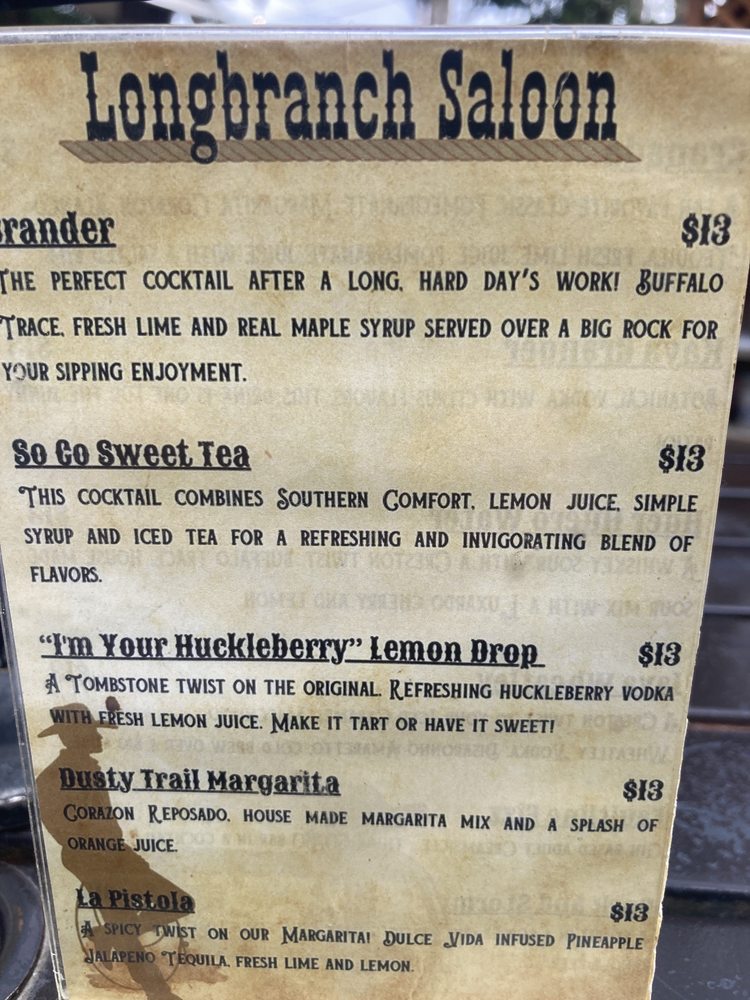 Longbranch Saloon
rander $13
The perfect cocktail after a long, hard day's work! Buffalo
Trace, fresh lime and real maple syrup served over a big rock for
your sipping enjoyment.
So Co Sweet Tea $13
This cocktail combines Southern Comfort, lemon juice, simple
syrup and iced tea for a refreshing and invigorating blend of
flavors.
"I'm Your Huckleberry" Lemon Drop $13
A Tombstone twist on the original. Refreshing huckleberry vodka
with fresh lemon juice. Make it tart or have it sweet!
Dusty Trail Margarita $13
Corazon Reposado, house made margarita mix and a splash of
orange juice.
La Pistola $13
A spicy twist on our Margarita! Dulce Vida infused Pineapple
Jalapeno Tequila, fresh lime and lemon.